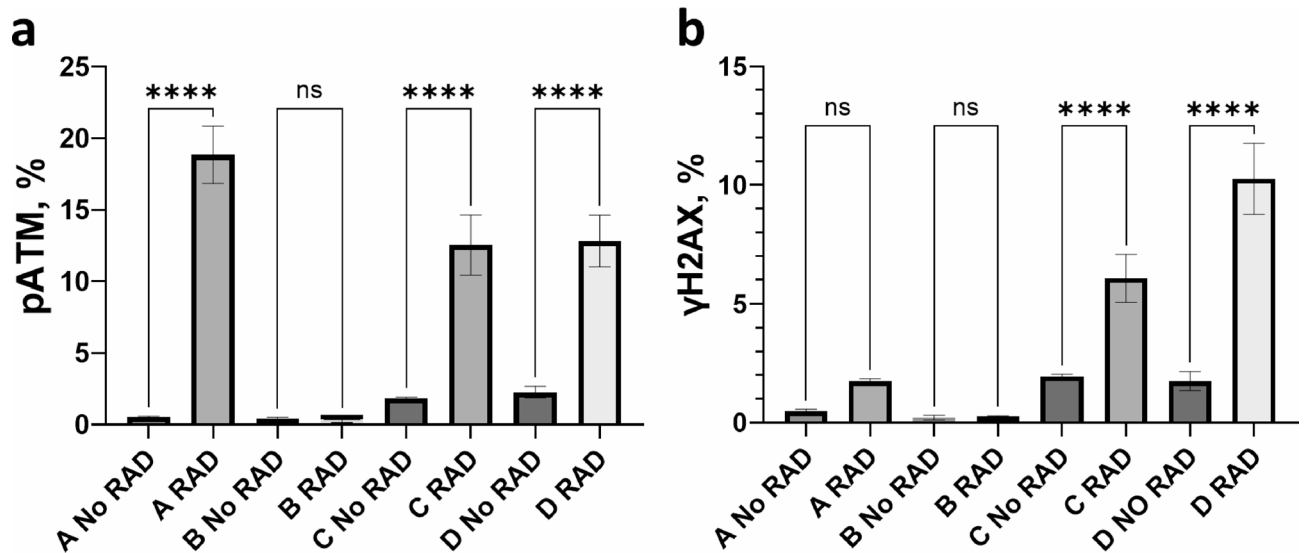 a
pATM, %
25
20
15
10
5
0
****
ns
****
****
A No RAD
A RAD
B No RAD
B RAD
C No RAD
C RAD
D No RAD
D RAD
b
γH2AX, %
15
10
5
0
ns
ns
****
****
A No RAD
A RAD
B No RAD
B RAD
C No RAD
C RAD
D NO RAD
D RAD